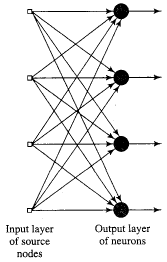 Input layer
of source
nodes
Output layer
of neurons